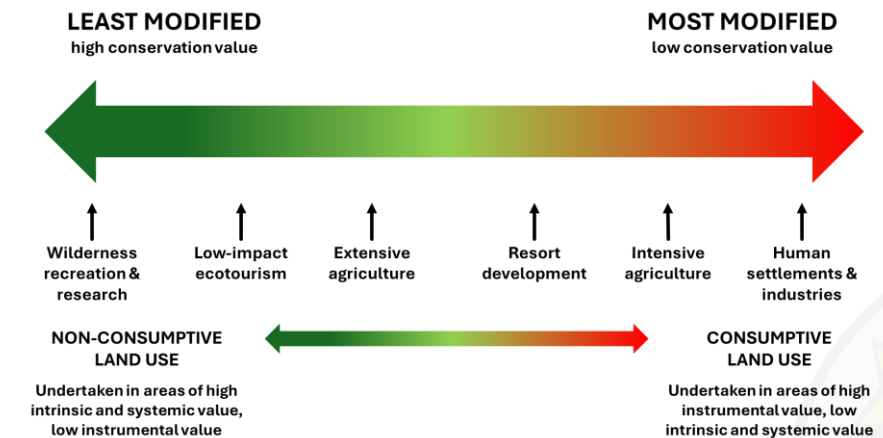 LEAST MODIFIED
high conservation value
MOST MODIFIED
low conservation value
Wilderness
recreation &
research
Low-impact
ecotourism
Extensive
agriculture
Resort
development
Intensive
agriculture
Human
settlements &
industries
NON-CONSUMPTIVE
LAND USE
Undertaken in areas of high
intrinsic and systemic value,
low instrumental value
CONSUMPTIVE
LAND USE
Undertaken in areas of high
instrumental value, low
intrinsic and systemic value